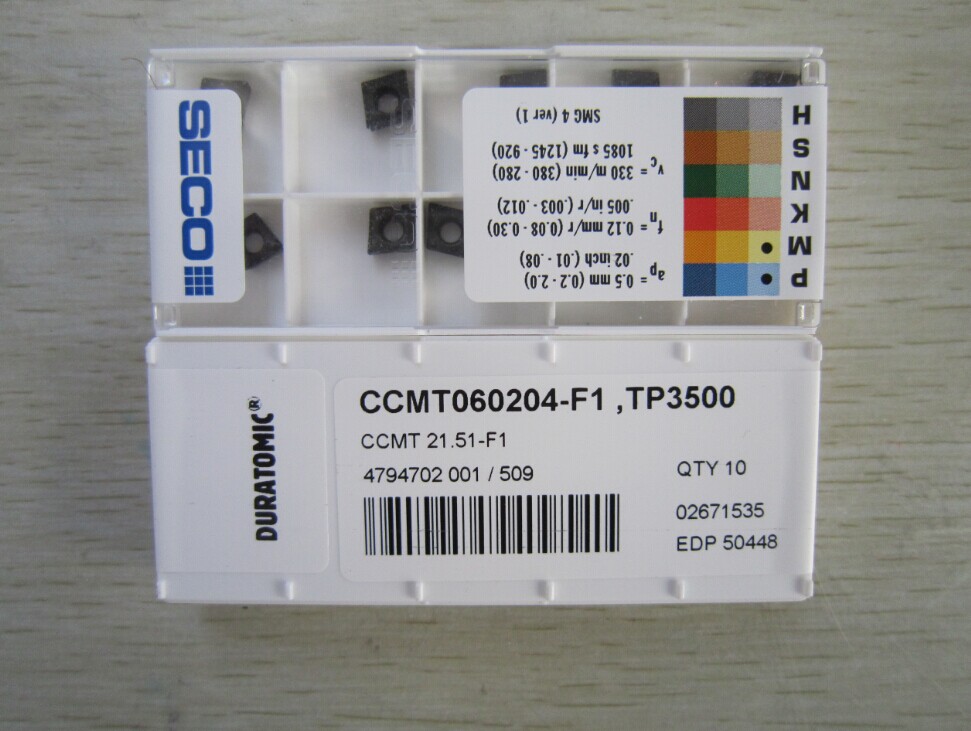 SECO
SMG 4 (ver 1)
vc = 330 m/min (380 - 280)
1085 s fm (1245 - 920)
fn = 0.12 mm/r (0.08 - 0.30)
.005 in/r (.003 - .012)
ap = 0.5 mm (0.2 - 2.0)
.02 inch (.01 - .08)
P
M
K
N
S
H
DURATOMIC®
CCMT060204-F1 ,TP3500
CCMT 21.51-F1
4794702 001 / 509
QTY 10
02671535
EDP 50448